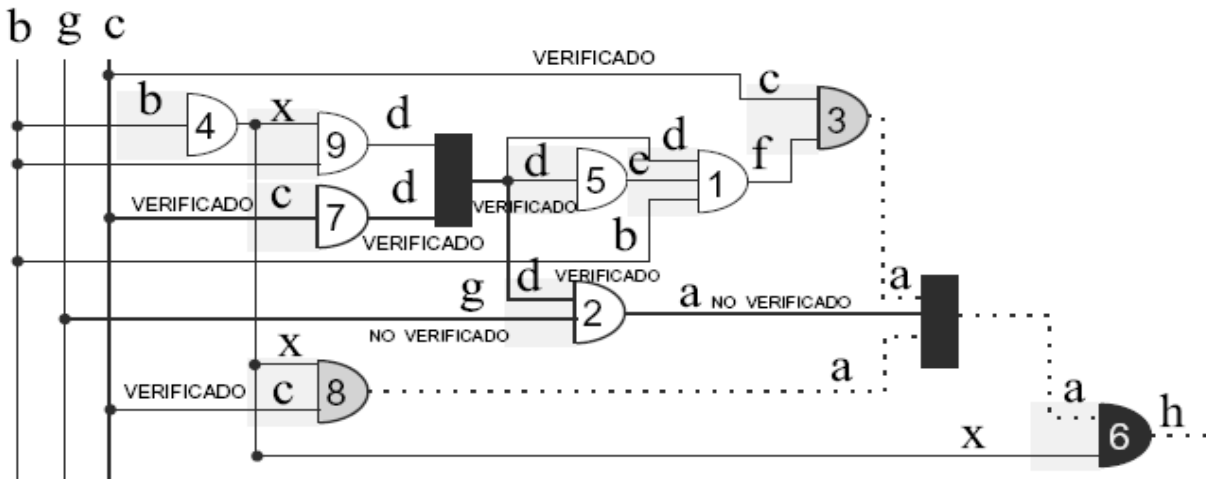 b g c
VERIFICADO
c
b
4
x
9
d
3
d
d
5
e
1
f
VERIFICADO
c
7
d
VERIFICADO
VERIFICADO
b
d
VERIFICADO
g
2
a
NO VERIFICADO
a
NO VERIFICADO
x
VERIFICADO
c
8
a
a
x
6
h